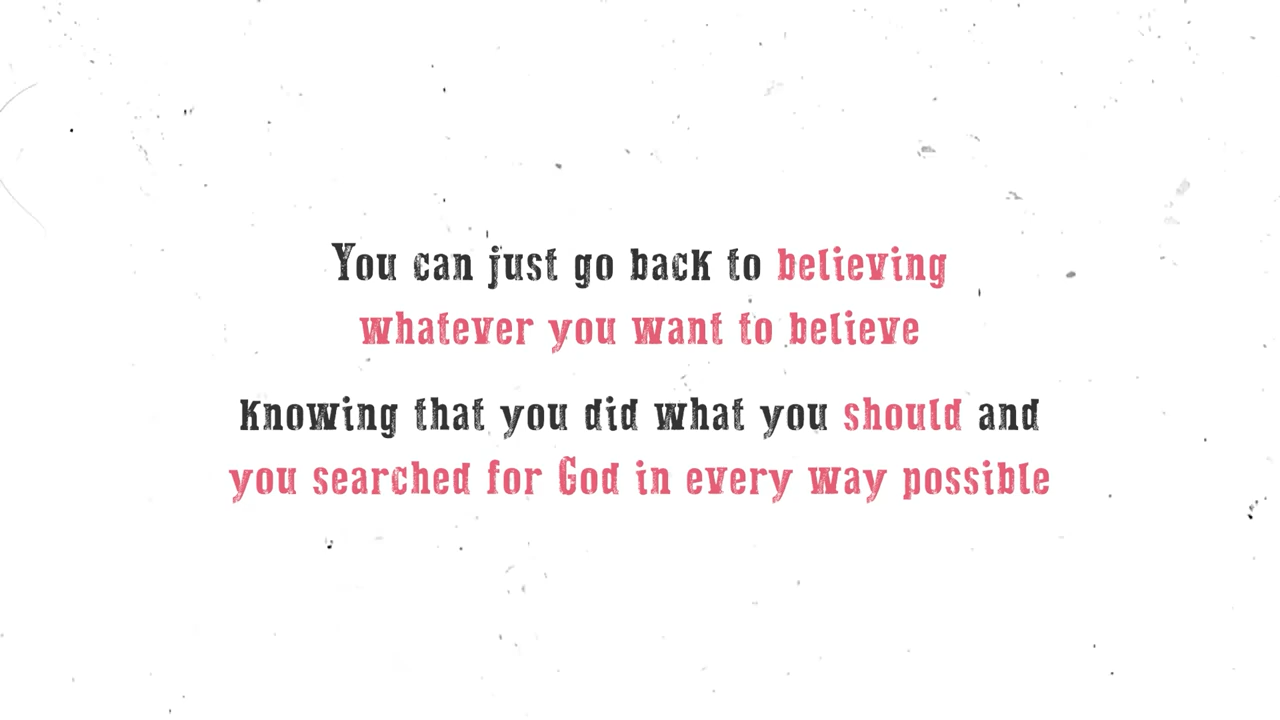 You can just go back to believing
whatever you want to believe
Knowing that you did what you should and
you searched for God in every way possible